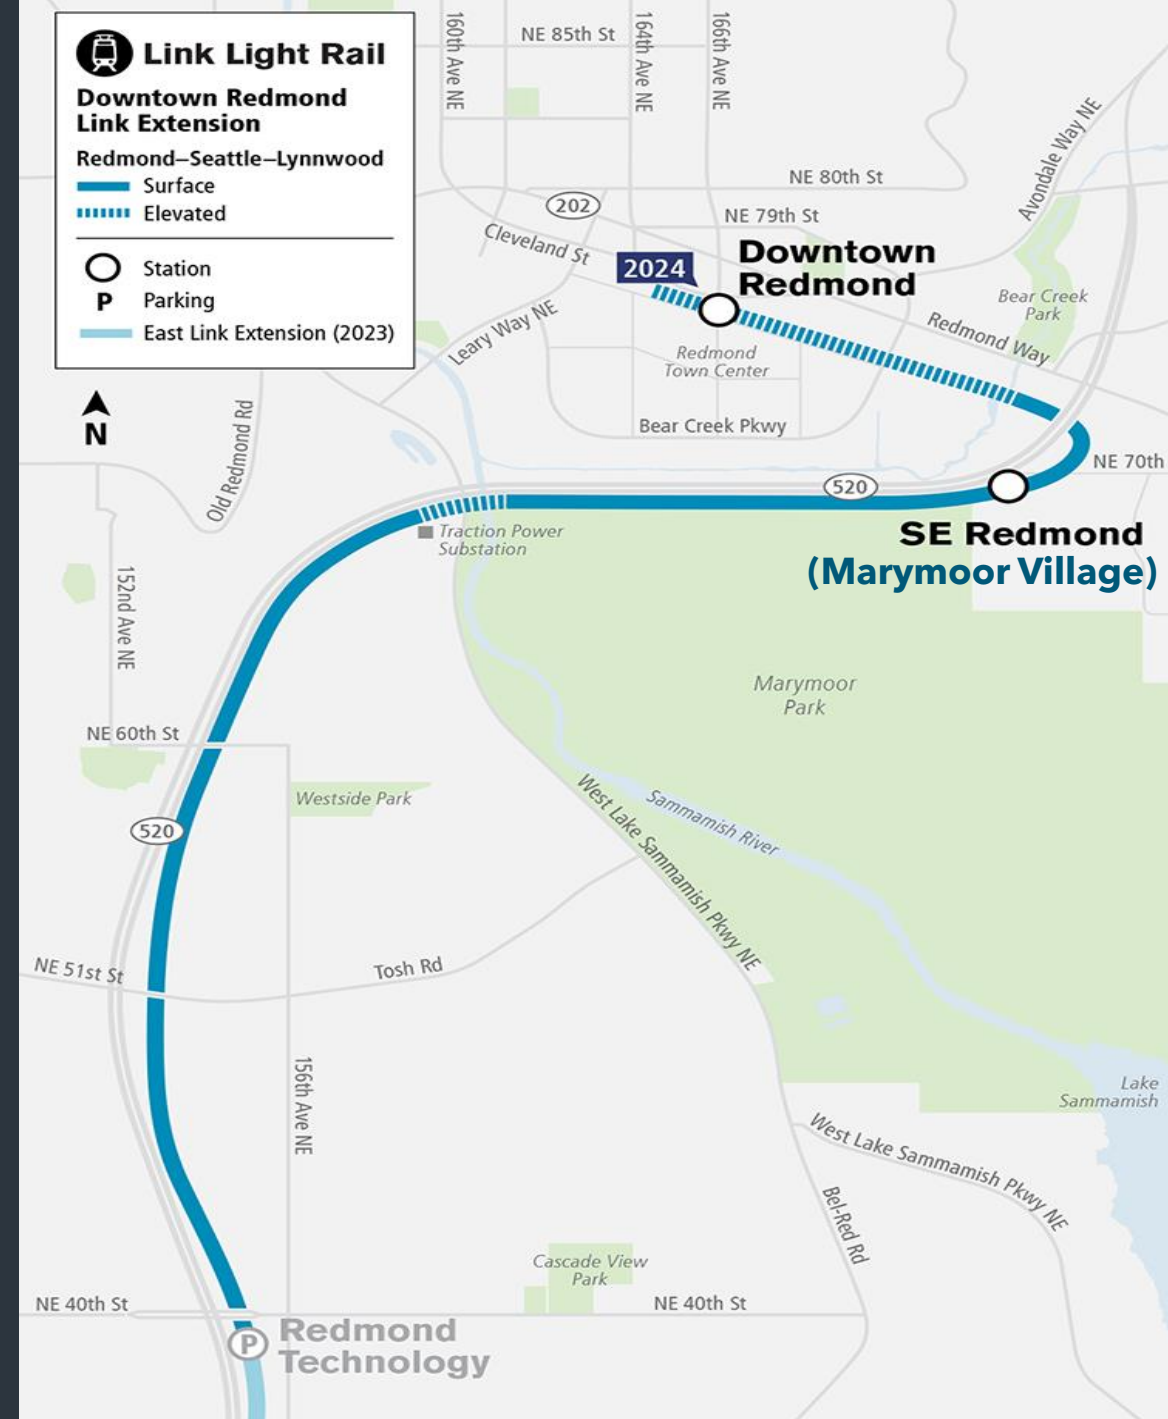 Link Light Rail
Downtown Redmond
Link Extension
Redmond–Seattle–Lynnwood
Surface
Elevated
Station
P Parking
East Link Extension (2023)
N
160th Ave NE
NE 85th St
164th Ave NE
166th Ave NE
Avondale Way NE
NE 80th St
202
NE 79th St
Cleveland St
2024
Downtown
Redmond
Bear Creek
Park
Leary Way NE
Redmond Way
Redmond
Town Center
Old Redmond Rd
Bear Creek Pkwy
NE 70th
520
SE Redmond
(Marymoor Village)
Traction Power
Substation
152nd Ave NE
Marymoor
Park
NE 60th St
Westside Park
520
West Lake Sammamish Pkwy NE
Sammamish River
NE 51st St
Tosh Rd
156th Ave NE
Lake
Sammamish
West Lake Sammamish Pkwy NE
Bel-Red Rd
Cascade View
Park
NE 40th St
NE 40th St
P
Redmond
Technology